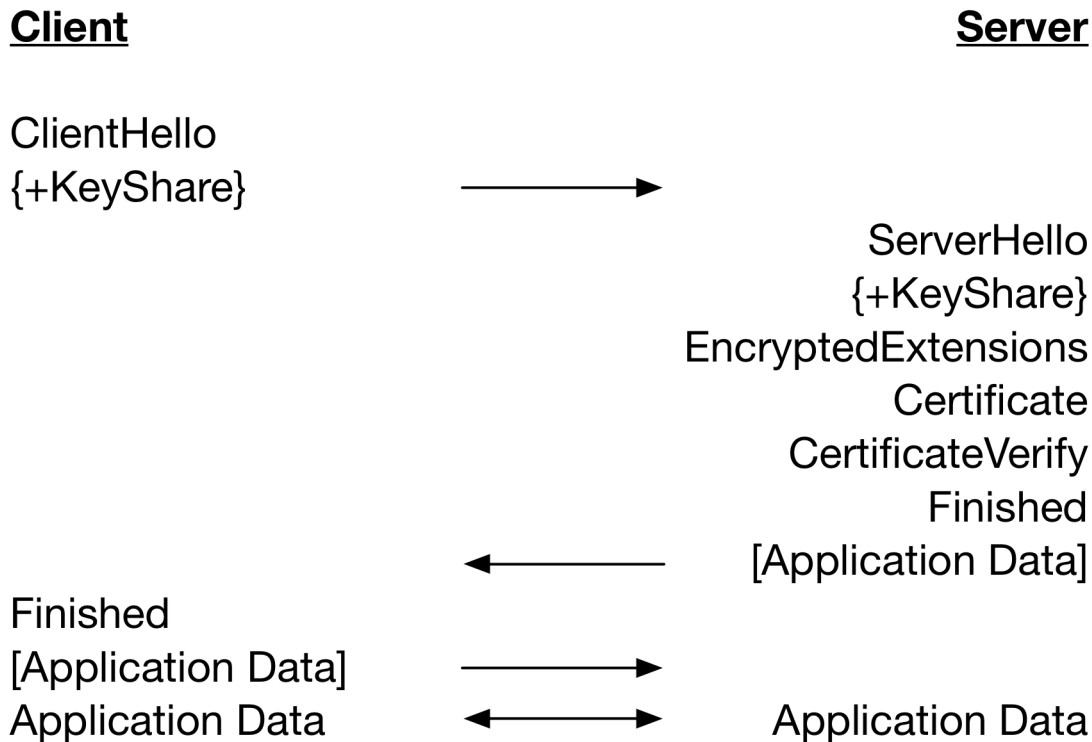 Client Server
ClientHello
{+KeyShare}
ServerHello
{+KeyShare}
EncryptedExtensions
Certificate
CertificateVerify
Finished
[Application Data]
Finished
[Application Data]
Application Data Application Data